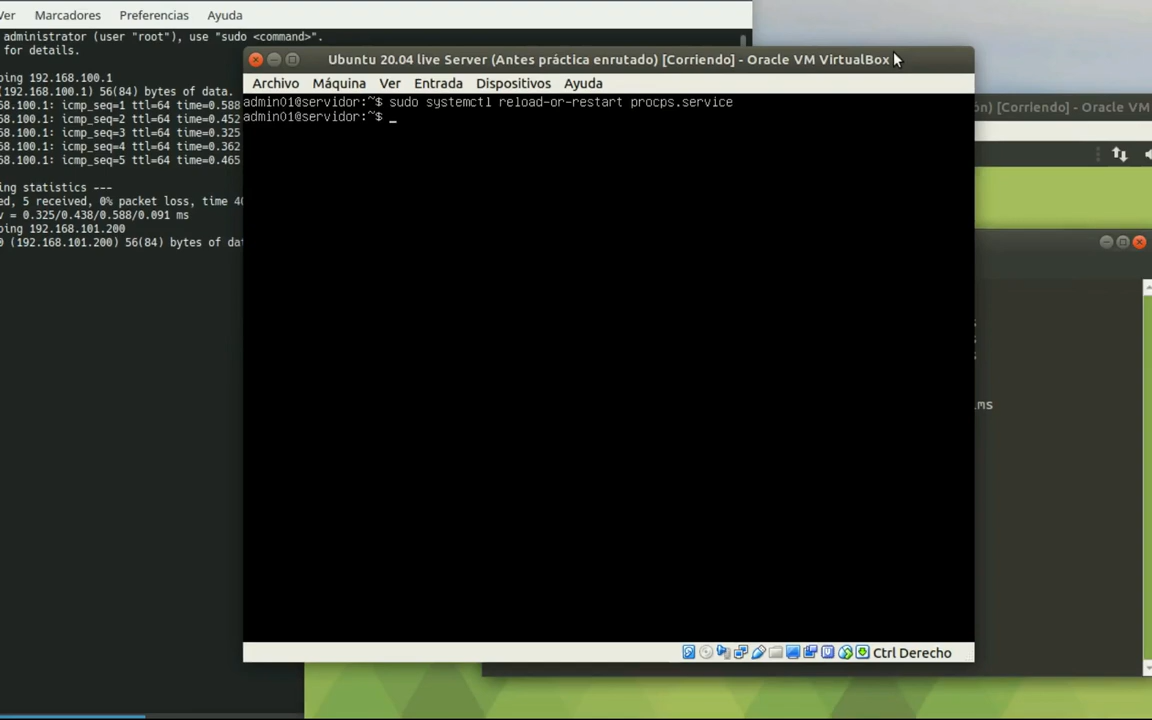 Ver Marcadores Preferencias Ayuda
administrator (user "root"), use "sudo <command>".
for details.
ping 192.168.100.1
(192.168.100.1) 56(84) bytes of data.
68.100.1: icmp_seq=1 ttl=64 time=0.588
68.100.1: icmp_seq=2 ttl=64 time=0.452
68.100.1: icmp_seq=3 ttl=64 time=0.325
68.100.1: icmp_seq=4 ttl=64 time=0.362
68.100.1: icmp_seq=5 ttl=64 time=0.465
ing statistics ---
ed, 5 received, 0% packet loss, time 40
v = 0.325/0.438/0.588/0.091 ms
ping 192.168.101.200
0 (192.168.101.200) 56(84) bytes of dat
Ubuntu 20.04 live Server (Antes práctica enrutado) [Corriendo] - Oracle VM VirtualBox
Archivo Máquina Ver Entrada Dispositivos Ayuda
admin01@servidor:~$ sudo systemctl reload-or-restart procps.service
admin01@servidor:~$ _
Ctrl Derecho
ón) [Corriendo] - Oracle VM
ms